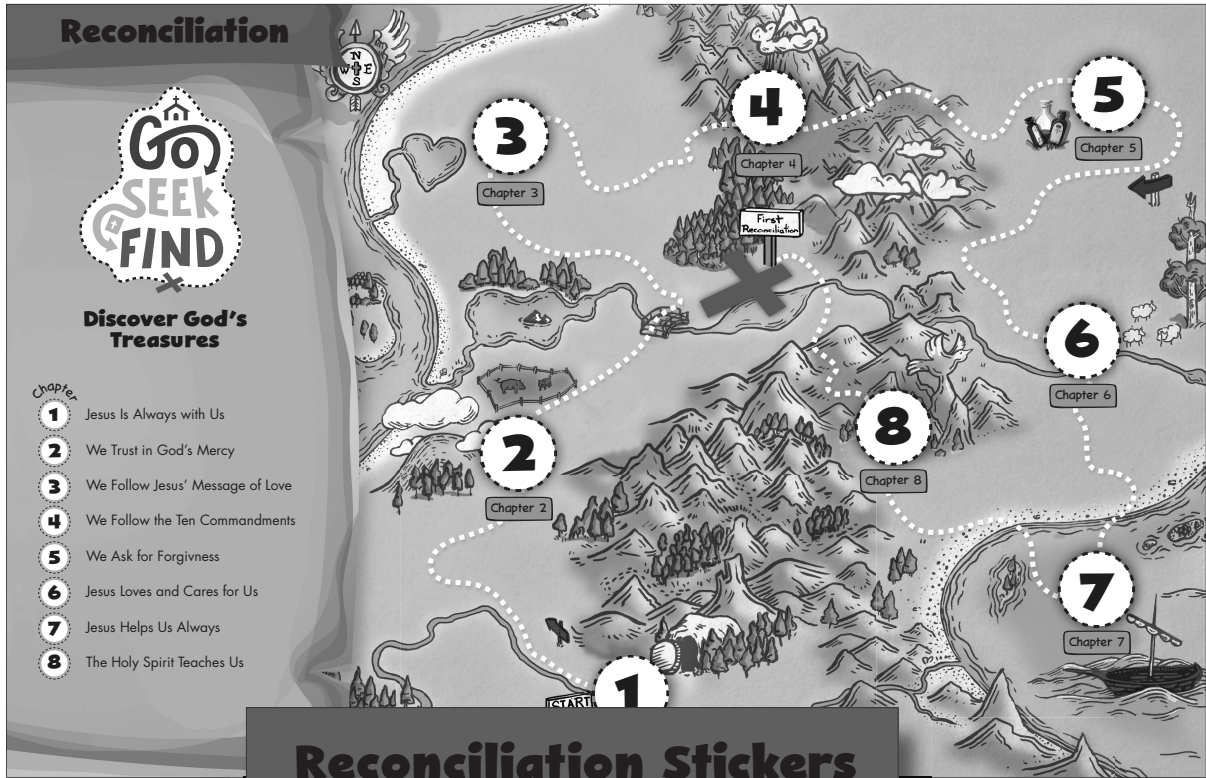 Reconciliation
GO
SEEK
FIND
Discover God's
Treasures
Chapter
1 Jesus Is Always with Us
2 We Trust in God's Mercy
3 We Follow Jesus' Message of Love
4 We Follow the Ten Commandments
5 We Ask for Forgivness
6 Jesus Loves and Cares for Us
7 Jesus Helps Us Always
8 The Holy Spirit Teaches Us
N
W E
S
3
Chapter 3
4
Chapter 4
5
Chapter 5
First
Reconciliation
6
Chapter 6
2
Chapter 2
8
Chapter 8
7
Chapter 7
1
START
Reconciliation Stickers